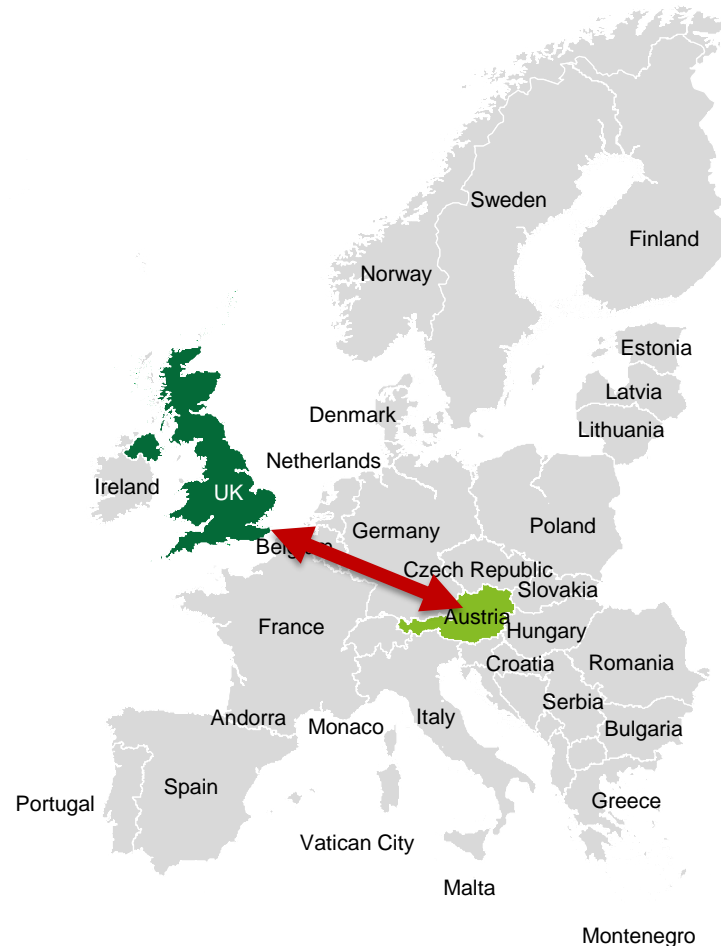 Sweden
Finland
Norway
Estonia
Latvia
Denmark
Lithuania
Netherlands
Ireland
UK
Germany
Poland
Belgium
Czech Republic
Slovakia
Austria
France
Hungary
Croatia
Romania
Serbia
Andorra
Monaco
Italy
Bulgaria
Spain
Portugal
Greece
Vatican City
Malta
Montenegro